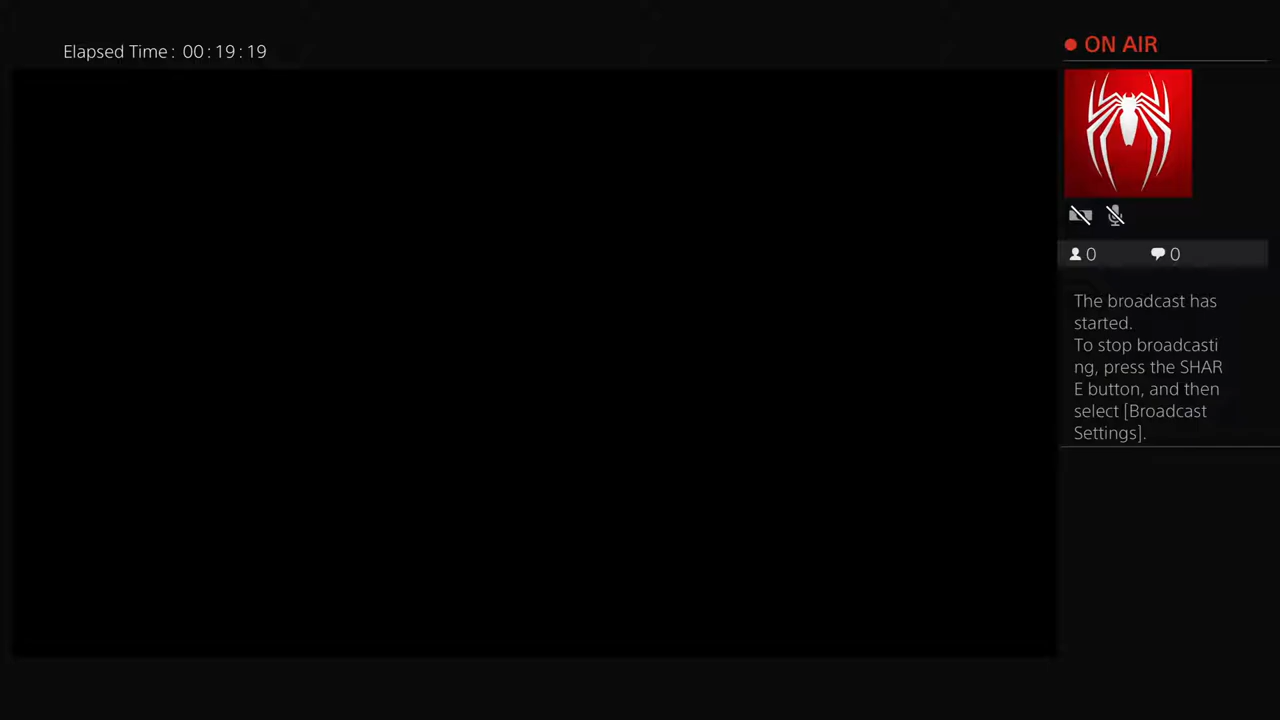 Elapsed Time: 00:19:19
ON AIR
0 0
The broadcast has
started.
To stop broadcasti
ng, press the SHAR
E button, and then
select [Broadcast
Settings].